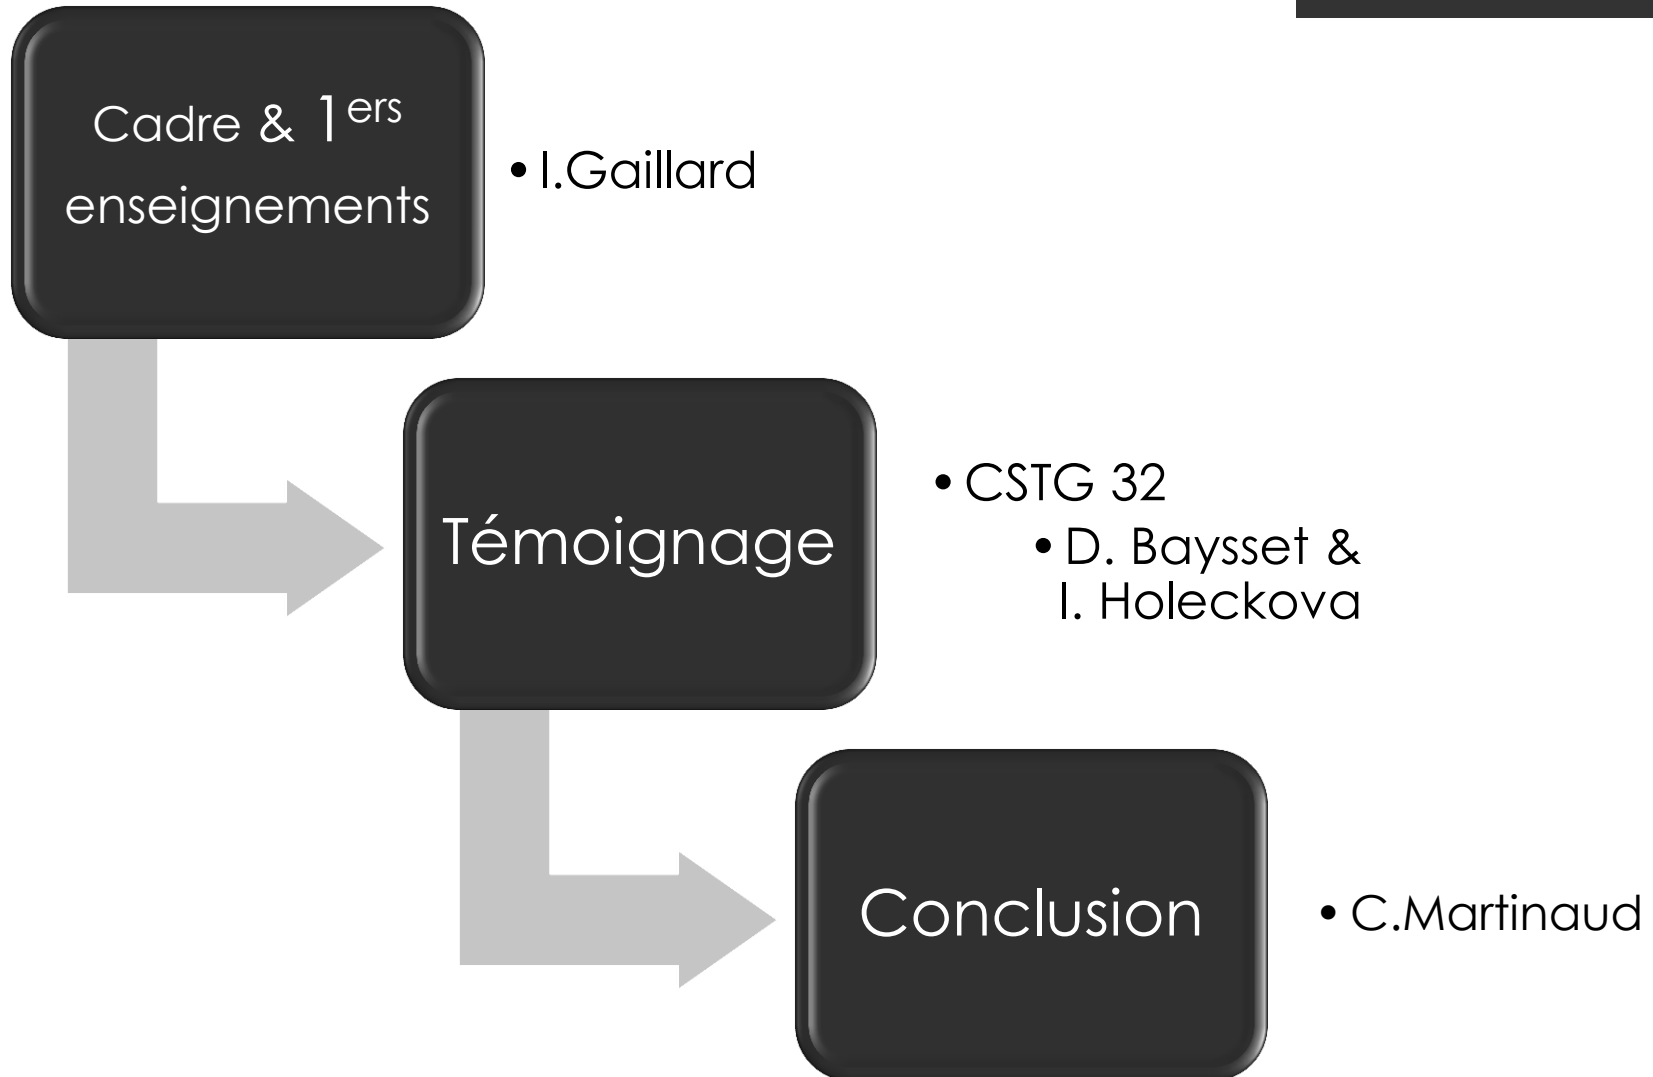 Cadre & 1ers
enseignements
• I.Gaillard
Témoignage
• CSTG 32
• D. Baysset &
I. Holeckova
Conclusion
• C.Martinaud